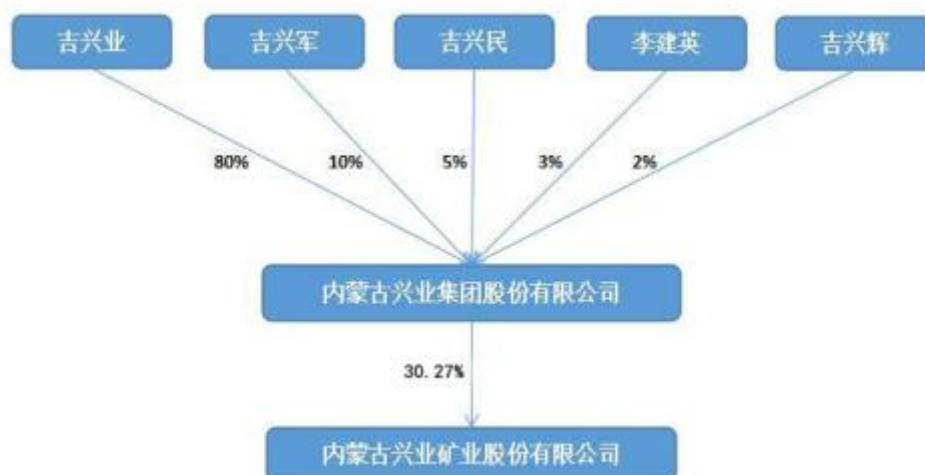 吉兴业
吉兴军
吉兴民
李建英
吉兴辉
80%
10%
5%
3%
2%
内蒙古兴业集团股份有限公司
30.27%
内蒙古兴业矿业股份有限公司